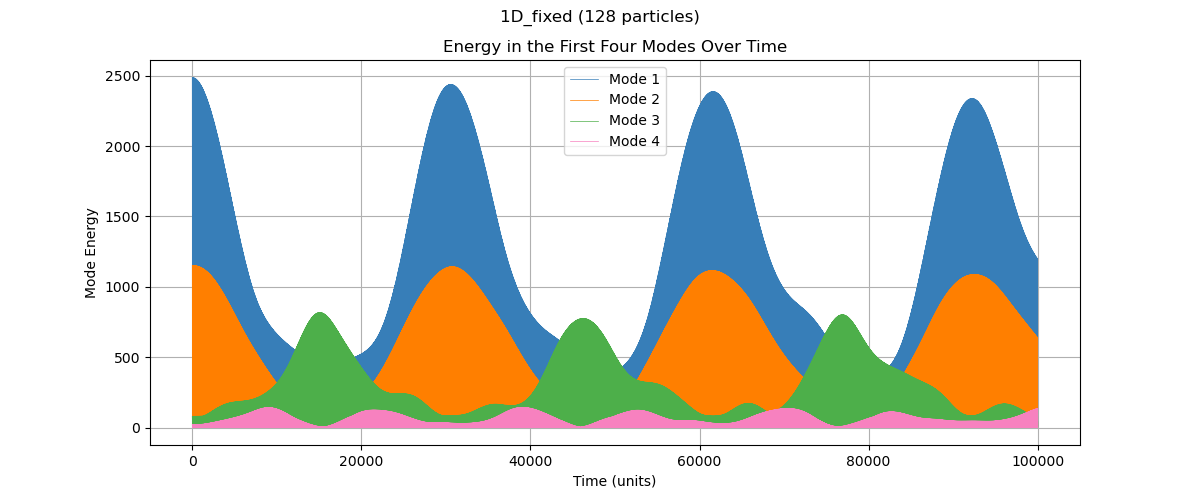 1D_fixed (128 particles)
Energy in the First Four Modes Over Time
Mode 1
Mode 2
Mode 3
Mode 4
Mode Energy
2500
2000
1500
1000
500
0
0 20000 40000 60000 80000 100000
Time (units)